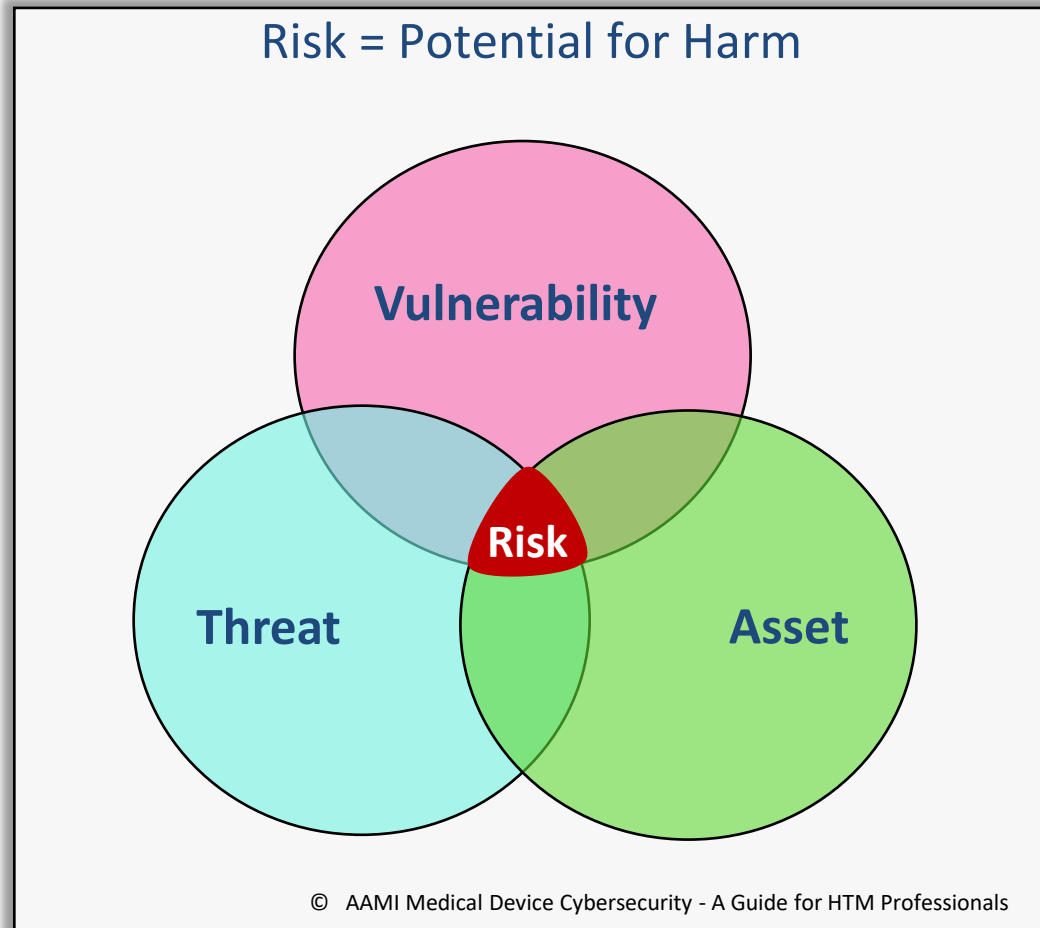 Risk = Potential for Harm
Vulnerability
Risk
Threat
Asset
© AAMI Medical Device Cybersecurity - A Guide for HTM Professionals